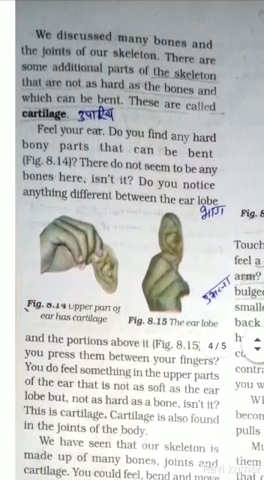 We discussed many bones and
the joints of our skeleton. There are
some additional parts of the skeleton
that are not as hard as the bones and
which can be bent. These are called
cartilage. उपास्थि
Feel your ear. Do you find any hard
bony parts that can be bent
(Fig. 8.14)? There do not seem to be any
bones here, isn't it? Do you notice
anything different between the ear lobe
भाग
Fig. 8.14 Upper part of
ear has cartilage
Fig. 8.15 The ear lobe
and the portions above it (Fig. 8.15)
4 / 5
you press them between your fingers?
You do feel something in the upper parts
of the ear that is not as soft as the ear
lobe but, not as hard as a bone, isn't it?
This is cartilage. Cartilage is also found
in the joints of the body.
We have seen that our skeleton is
made up of many bones, joints and
cartilage. You could feel, bend and move
Fig. 8
Touch
feel a
arm?
bulged
smalle
back
contra
you w
becom
pulls
Mu
them
that